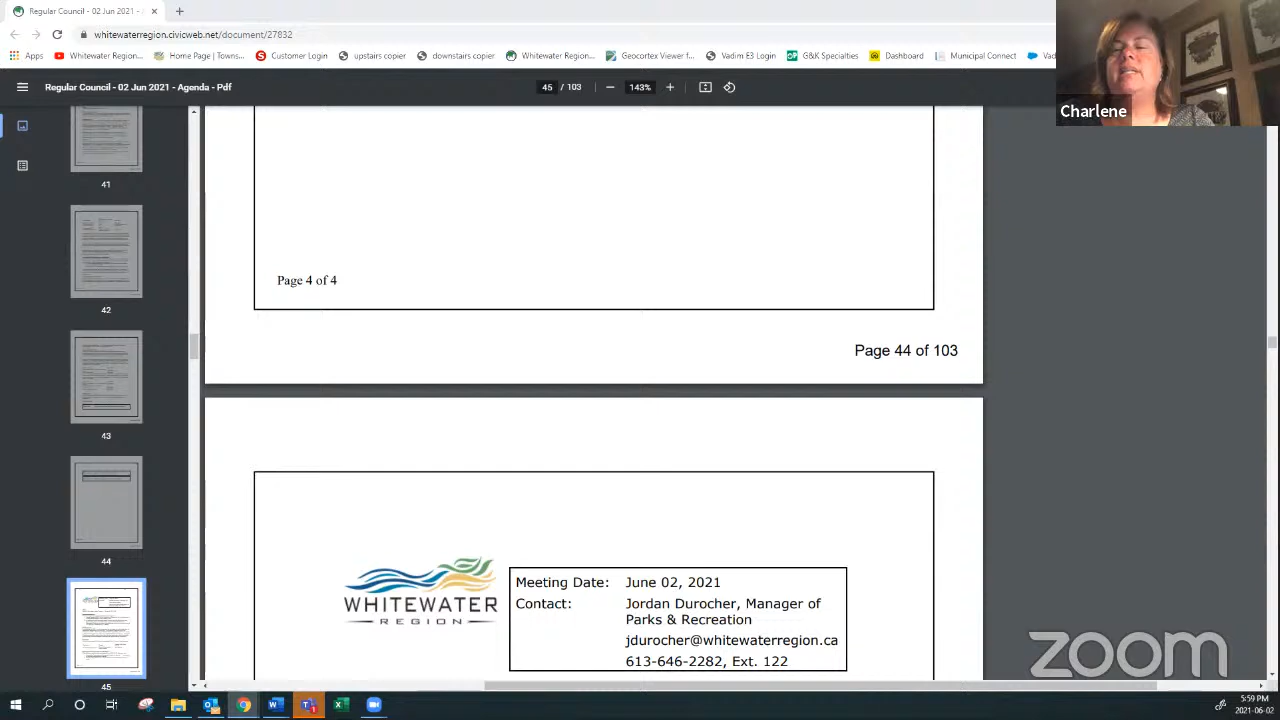 Regular Council - 02 Jun 2021 - A
whitewaterregion.civicweb.net/document/27832
Apps
Whitewater Region...
Home Page | Towns...
Customer Login
upstairs copier
downstairs copier
Whitewater Region...
Geocortex Viewer f...
Vadim E3 Login
G&K Specialties
Dashboard
Municipal Connect
Vad
Charlene
Regular Council - 02 Jun 2021 - Agenda - Pdf
45 / 103
143%
41
42
43
44
45
Page 4 of 4
Page 44 of 103
WHITEWATER
REGION
Meeting Date: June 02, 2021
Contact: Jordan Durocher, Manager of
Parks & Recreation
jdurocher@whitewaterregion.ca
613-646-2282, Ext. 122
zoom
5:59 PM
2021-06-02